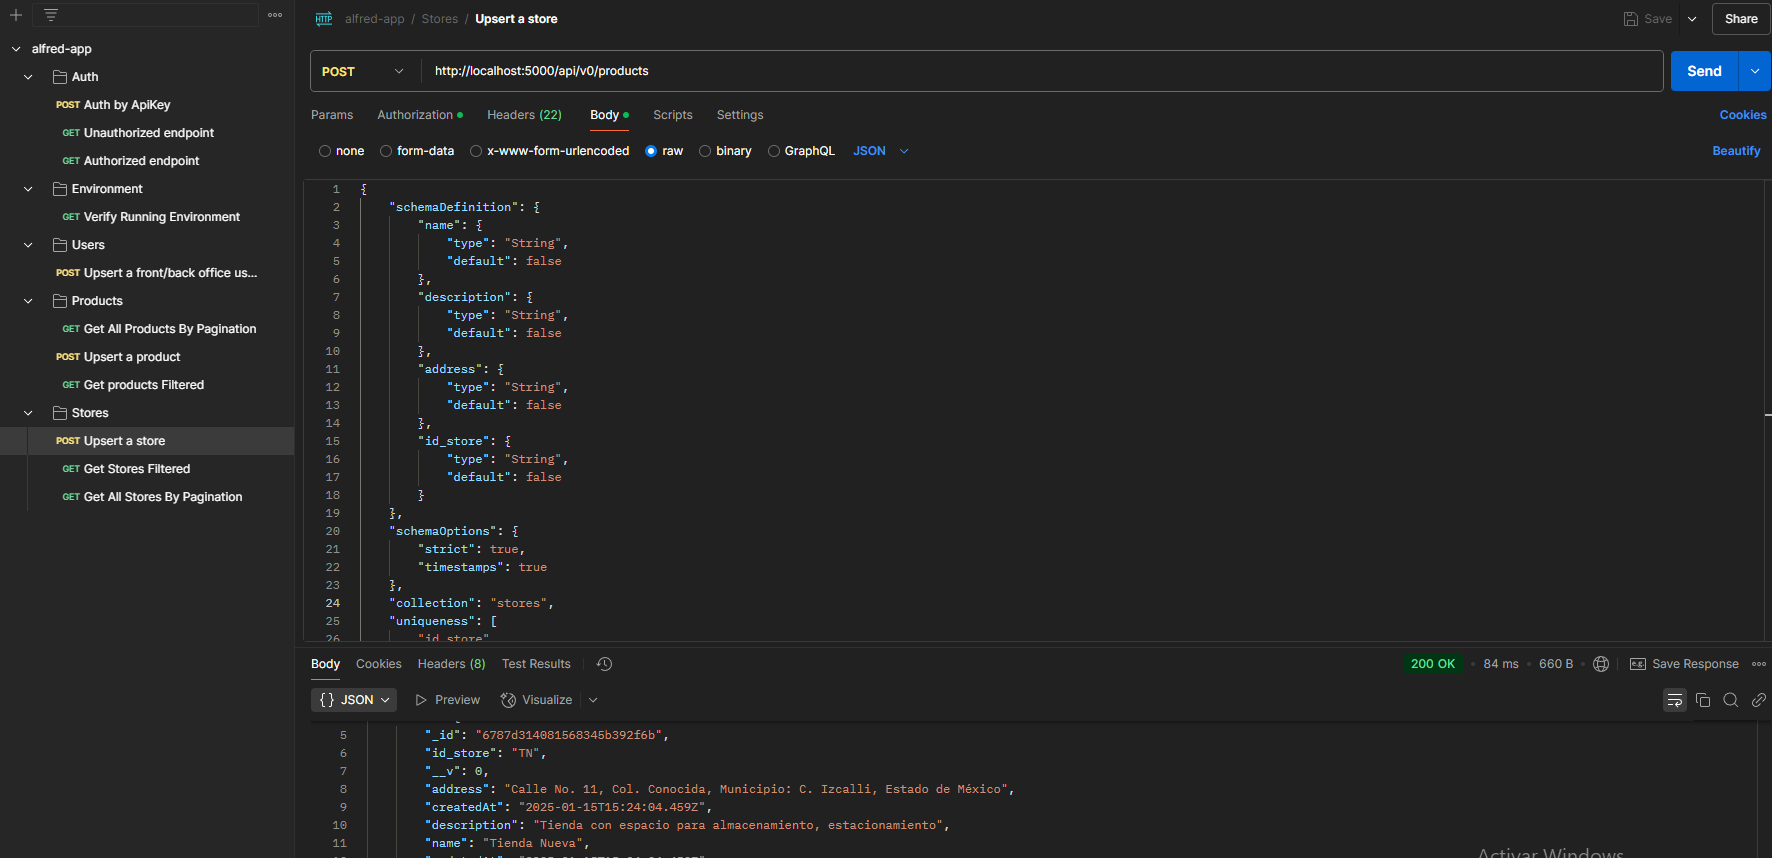 alfred-app / Stores / Upsert a store
Save
Share
alfred-app
Auth
POST Auth by ApiKey
GET Unauthorized endpoint
GET Authorized endpoint
Environment
GET Verify Running Environment
Users
POST Upsert a front/back office us...
Products
GET Get All Products By Pagination
POST Upsert a product
GET Get products Filtered
Stores
POST Upsert a store
GET Get Stores Filtered
GET Get All Stores By Pagination
POST http://localhost:5000/api/v0/products
Send
Params Authorization Headers (22) Body Scripts Settings
Cookies
none form-data x-www-form-urlencoded raw binary GraphQL JSON
Beautify
1 {
2 "schemaDefinition": {
3 "name": {
4 "type": "String",
5 "default": false
6 },
7 "description": {
8 "type": "String",
9 "default": false
10 },
11 "address": {
12 "type": "String",
13 "default": false
14 },
15 "id_store": {
16 "type": "String",
17 "default": false
18 }
19 },
20 "schemaOptions": {
21 "strict": true,
22 "timestamps": true
23 },
24 "collection": "stores",
25 "uniqueness": [
26 "id_store"
Body Cookies Headers (8) Test Results
200 OK 84 ms 660 B e.g. Save Response
{} JSON Preview Visualize
5 "_id": "6787d314081568345b392f6b",
6 "id_store": "TN",
7 "__v": 0,
8 "address": "Calle No. 11, Col. Conocida, Municipio: C. Izcalli, Estado de México",
9 "createdAt": "2025-01-15T15:24:04.459Z",
10 "description": "Tienda con espacio para almacenamiento, estacionamiento",
11 "name": "Tienda Nueva",
Activar Windows